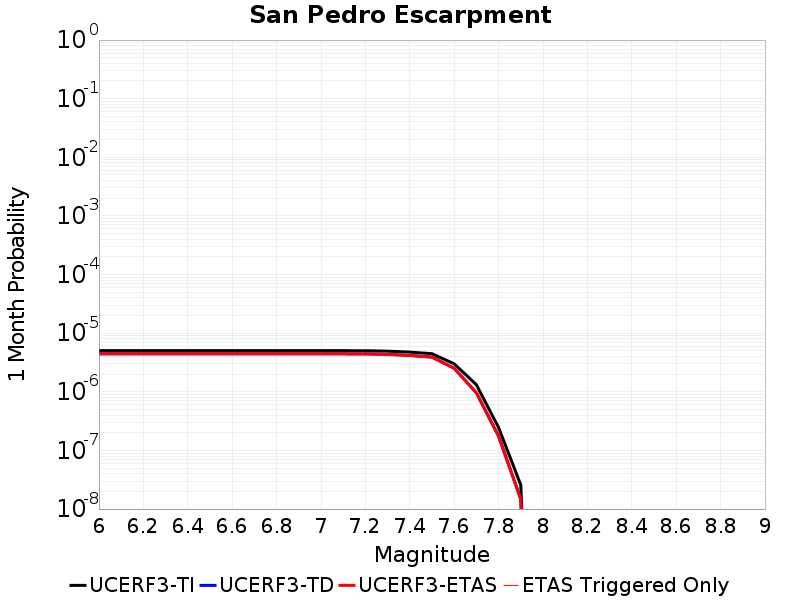 San Pedro Escarpment
10^0
10^-1
10^-2
10^-3
10^-4
10^-5
10^-6
10^-7
10^-8
1 Month Probability
6 6.2 6.4 6.6 6.8 7 7.2 7.4 7.6 7.8 8 8.2 8.4 8.6 8.8 9
Magnitude
UCERF3-TI UCERF3-TD UCERF3-ETAS ETAS Triggered Only